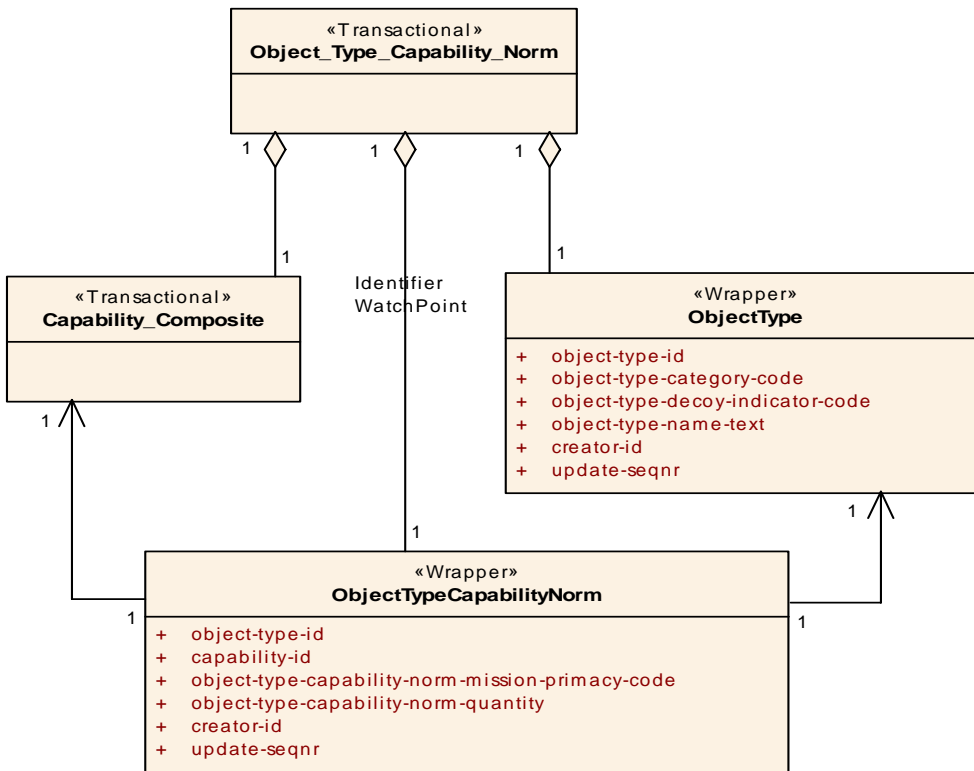 «Transactional»
Object_Type_Capability_Norm
1
1
1
1
1
Identifier
WatchPoint
«Transactional»
Capability_Composite
«Wrapper»
ObjectType
+ object-type-id
+ object-type-category-code
+ object-type-decoy-indicator-code
+ object-type-name-text
+ creator-id
+ update-seqnr
1
1
1
«Wrapper»
ObjectTypeCapabilityNorm
1
1
+ object-type-id
+ capability-id
+ object-type-capability-norm-mission-primacy-code
+ object-type-capability-norm-quantity
+ creator-id
+ update-seqnr